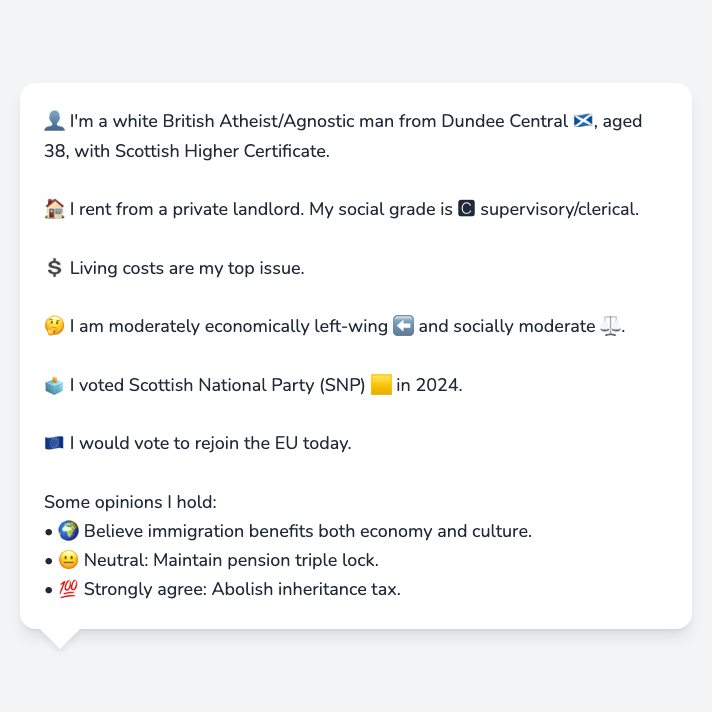 👤 I'm a white British Atheist/Agnostic man from Dundee Central 🏴󠁧󠁢󠁳󠁣󠁴󠁿, aged
38, with Scottish Higher Certificate.
🏠 I rent from a private landlord. My social grade is 🅲 supervisory/clerical.
💲 Living costs are my top issue.
🤔 I am moderately economically left-wing ⬅️ and socially moderate ⚖️.
🗳️ I voted Scottish National Party (SNP) 🟨 in 2024.
🇪🇺 I would vote to rejoin the EU today.
Some opinions I hold:
• 🌍 Believe immigration benefits both economy and culture.
• 😐 Neutral: Maintain pension triple lock.
• 💯 Strongly agree: Abolish inheritance tax.